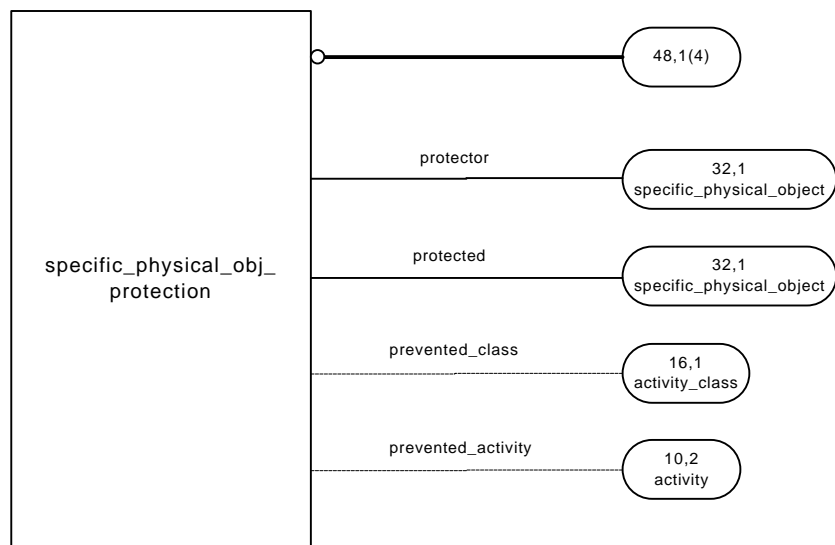 48,1(4)
protector
32,1
specific_physical_object
specific_physical_obj_
protection
protected
32,1
specific_physical_object
prevented_class
16,1
activity_class
prevented_activity
10,2
activity